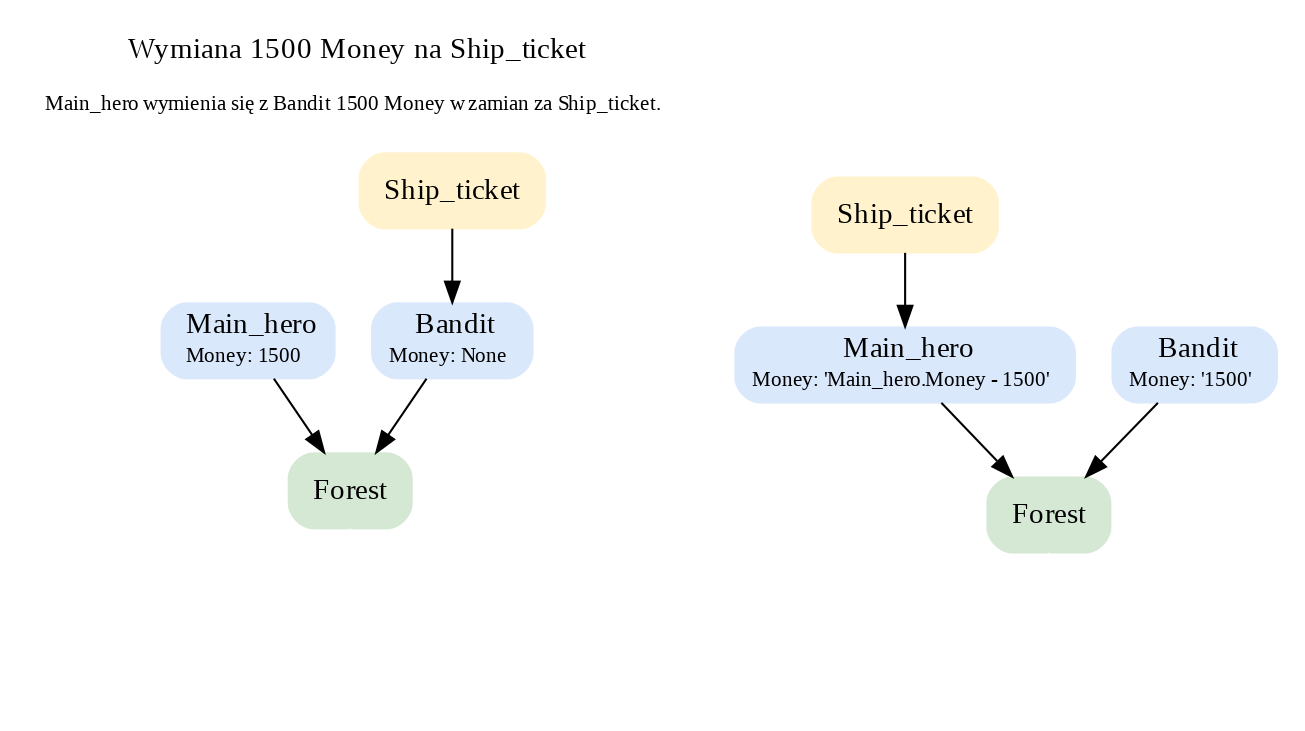 Wymiana 1500 Money na Ship_ticket
Main_hero wymienia się z Bandit 1500 Money w zamian za Ship_ticket.
Ship_ticket
Main_hero
Money: 1500
Bandit
Money: None
Forest
Ship_ticket
Main_hero
Money: 'Main_hero.Money - 1500'
Bandit
Money: '1500'
Forest